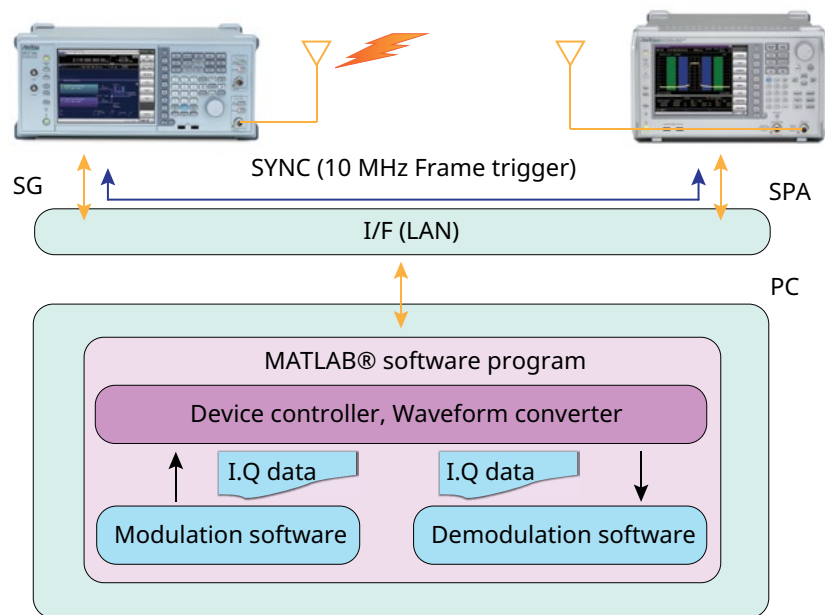 SYNC (10 MHz Frame trigger)
SG
SPA
I/F (LAN)
PC
MATLAB® software program
Device controller, Waveform converter
I.Q data
I.Q data
Modulation software
Demodulation software